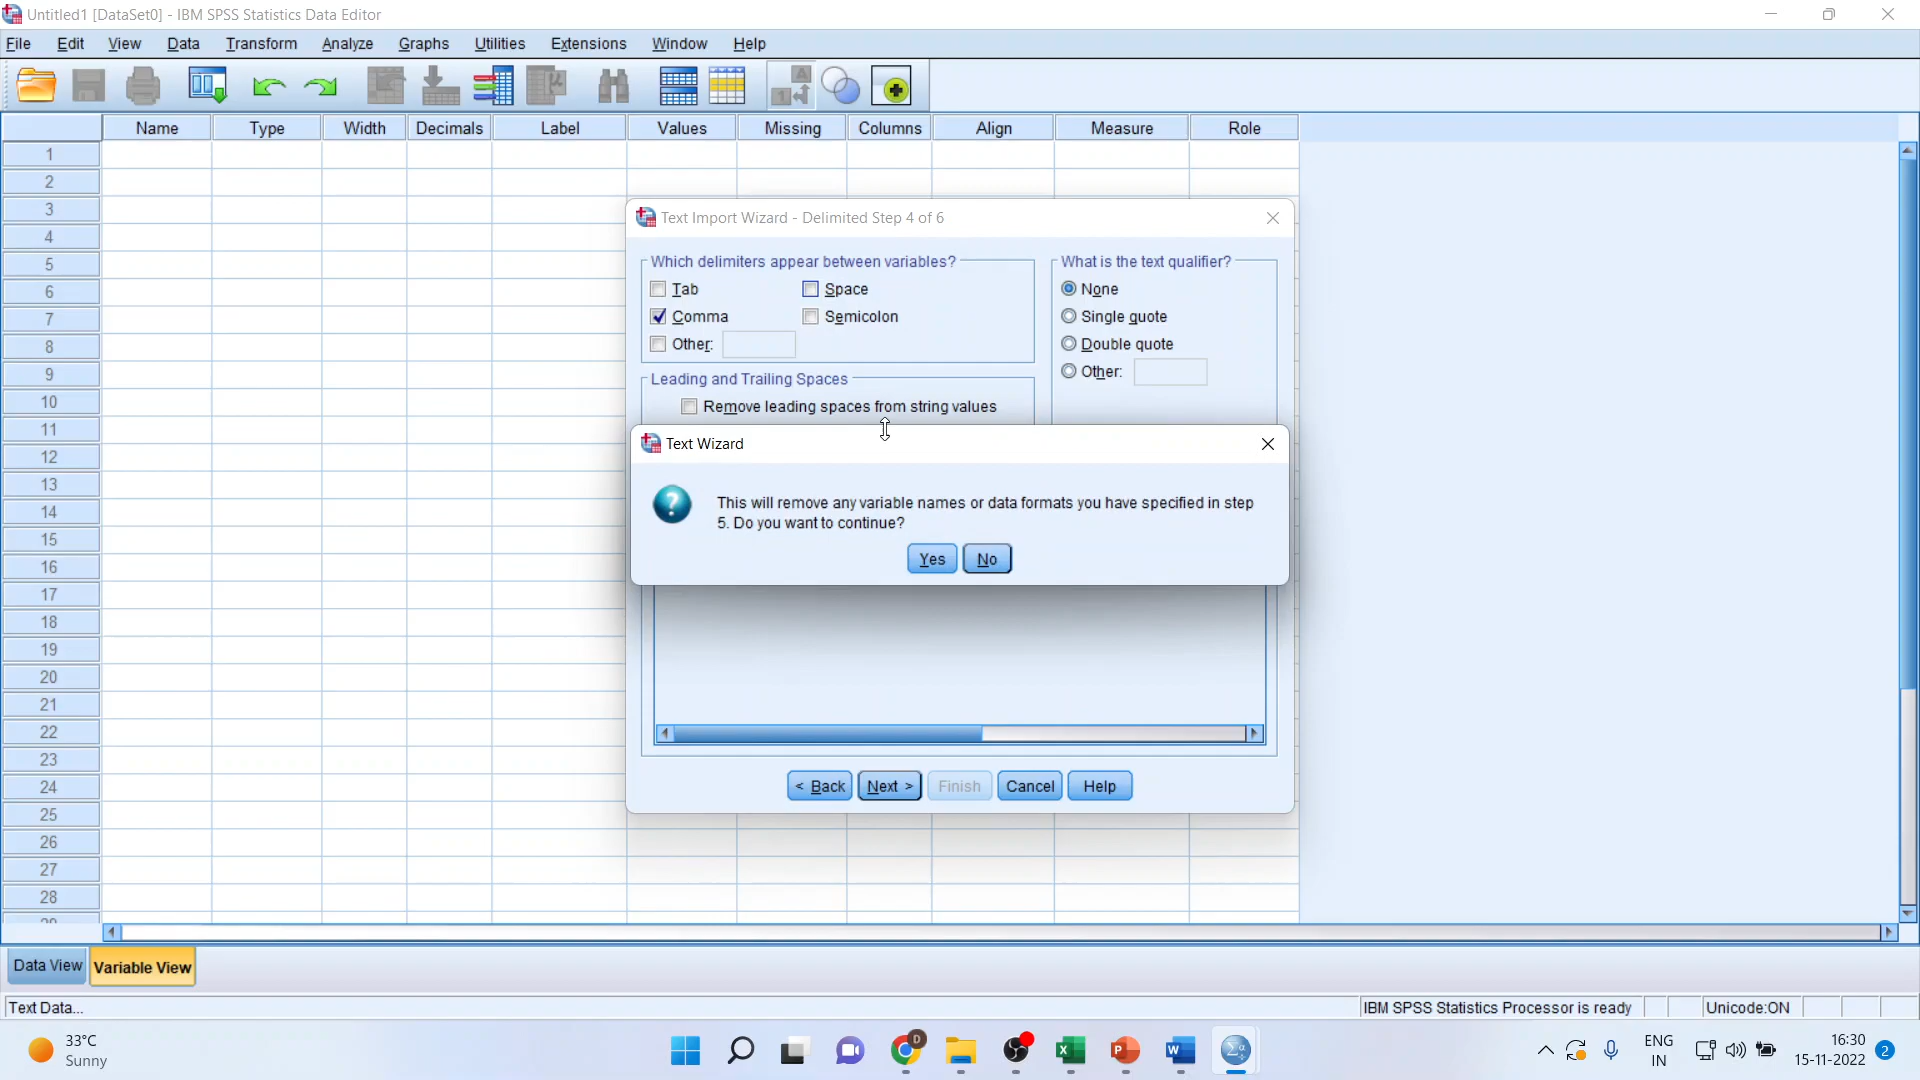 Untitled1 [DataSet0] - IBM SPSS Statistics Data Editor
File Edit View Data Transform Analyze Graphs Utilities Extensions Window Help
Name Type Width Decimals Label Values Missing Columns Align Measure Role
1
2
3
4
5
6
7
8
9
10
11
12
13
14
15
16
17
18
19
20
21
22
23
24
25
26
27
28
Text Import Wizard - Delimited Step 4 of 6
Which delimiters appear between variables?
Tab Space
Comma Semicolon
Other:
What is the text qualifier?
None
Single quote
Double quote
Other:
Leading and Trailing Spaces
Remove leading spaces from string values
Text Wizard
This will remove any variable names or data formats you have specified in step
5. Do you want to continue?
Yes No
< Back Next > Finish Cancel Help
Data View Variable View
Text Data... IBM SPSS Statistics Processor is ready Unicode:ON
33°C
Sunny
ENG
IN
16:30
15-11-2022
2